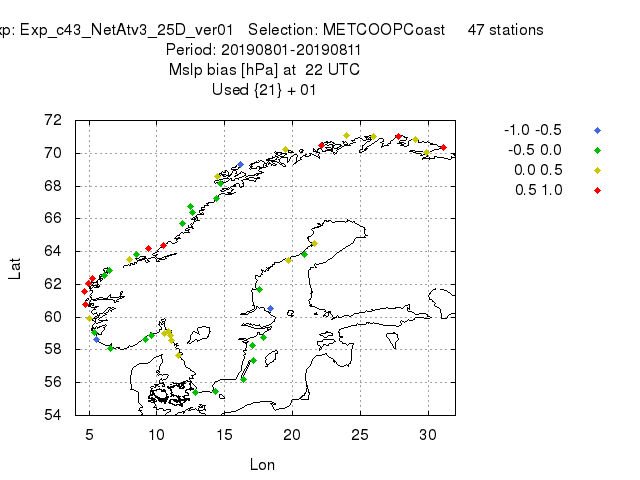 xp: Exp_c43_NetAtv3_25D_ver01 Selection: METCOOPCoast 47 stations
Period: 20190801-20190811
Mslp bias [hPa] at 22 UTC
Used {21} + 01
72
70
68
66
64
62
60
58
56
54
5 10 15 20 25 30
Lat
Lon
-1.0 -0.5
-0.5 0.0
0.0 0.5
0.5 1.0